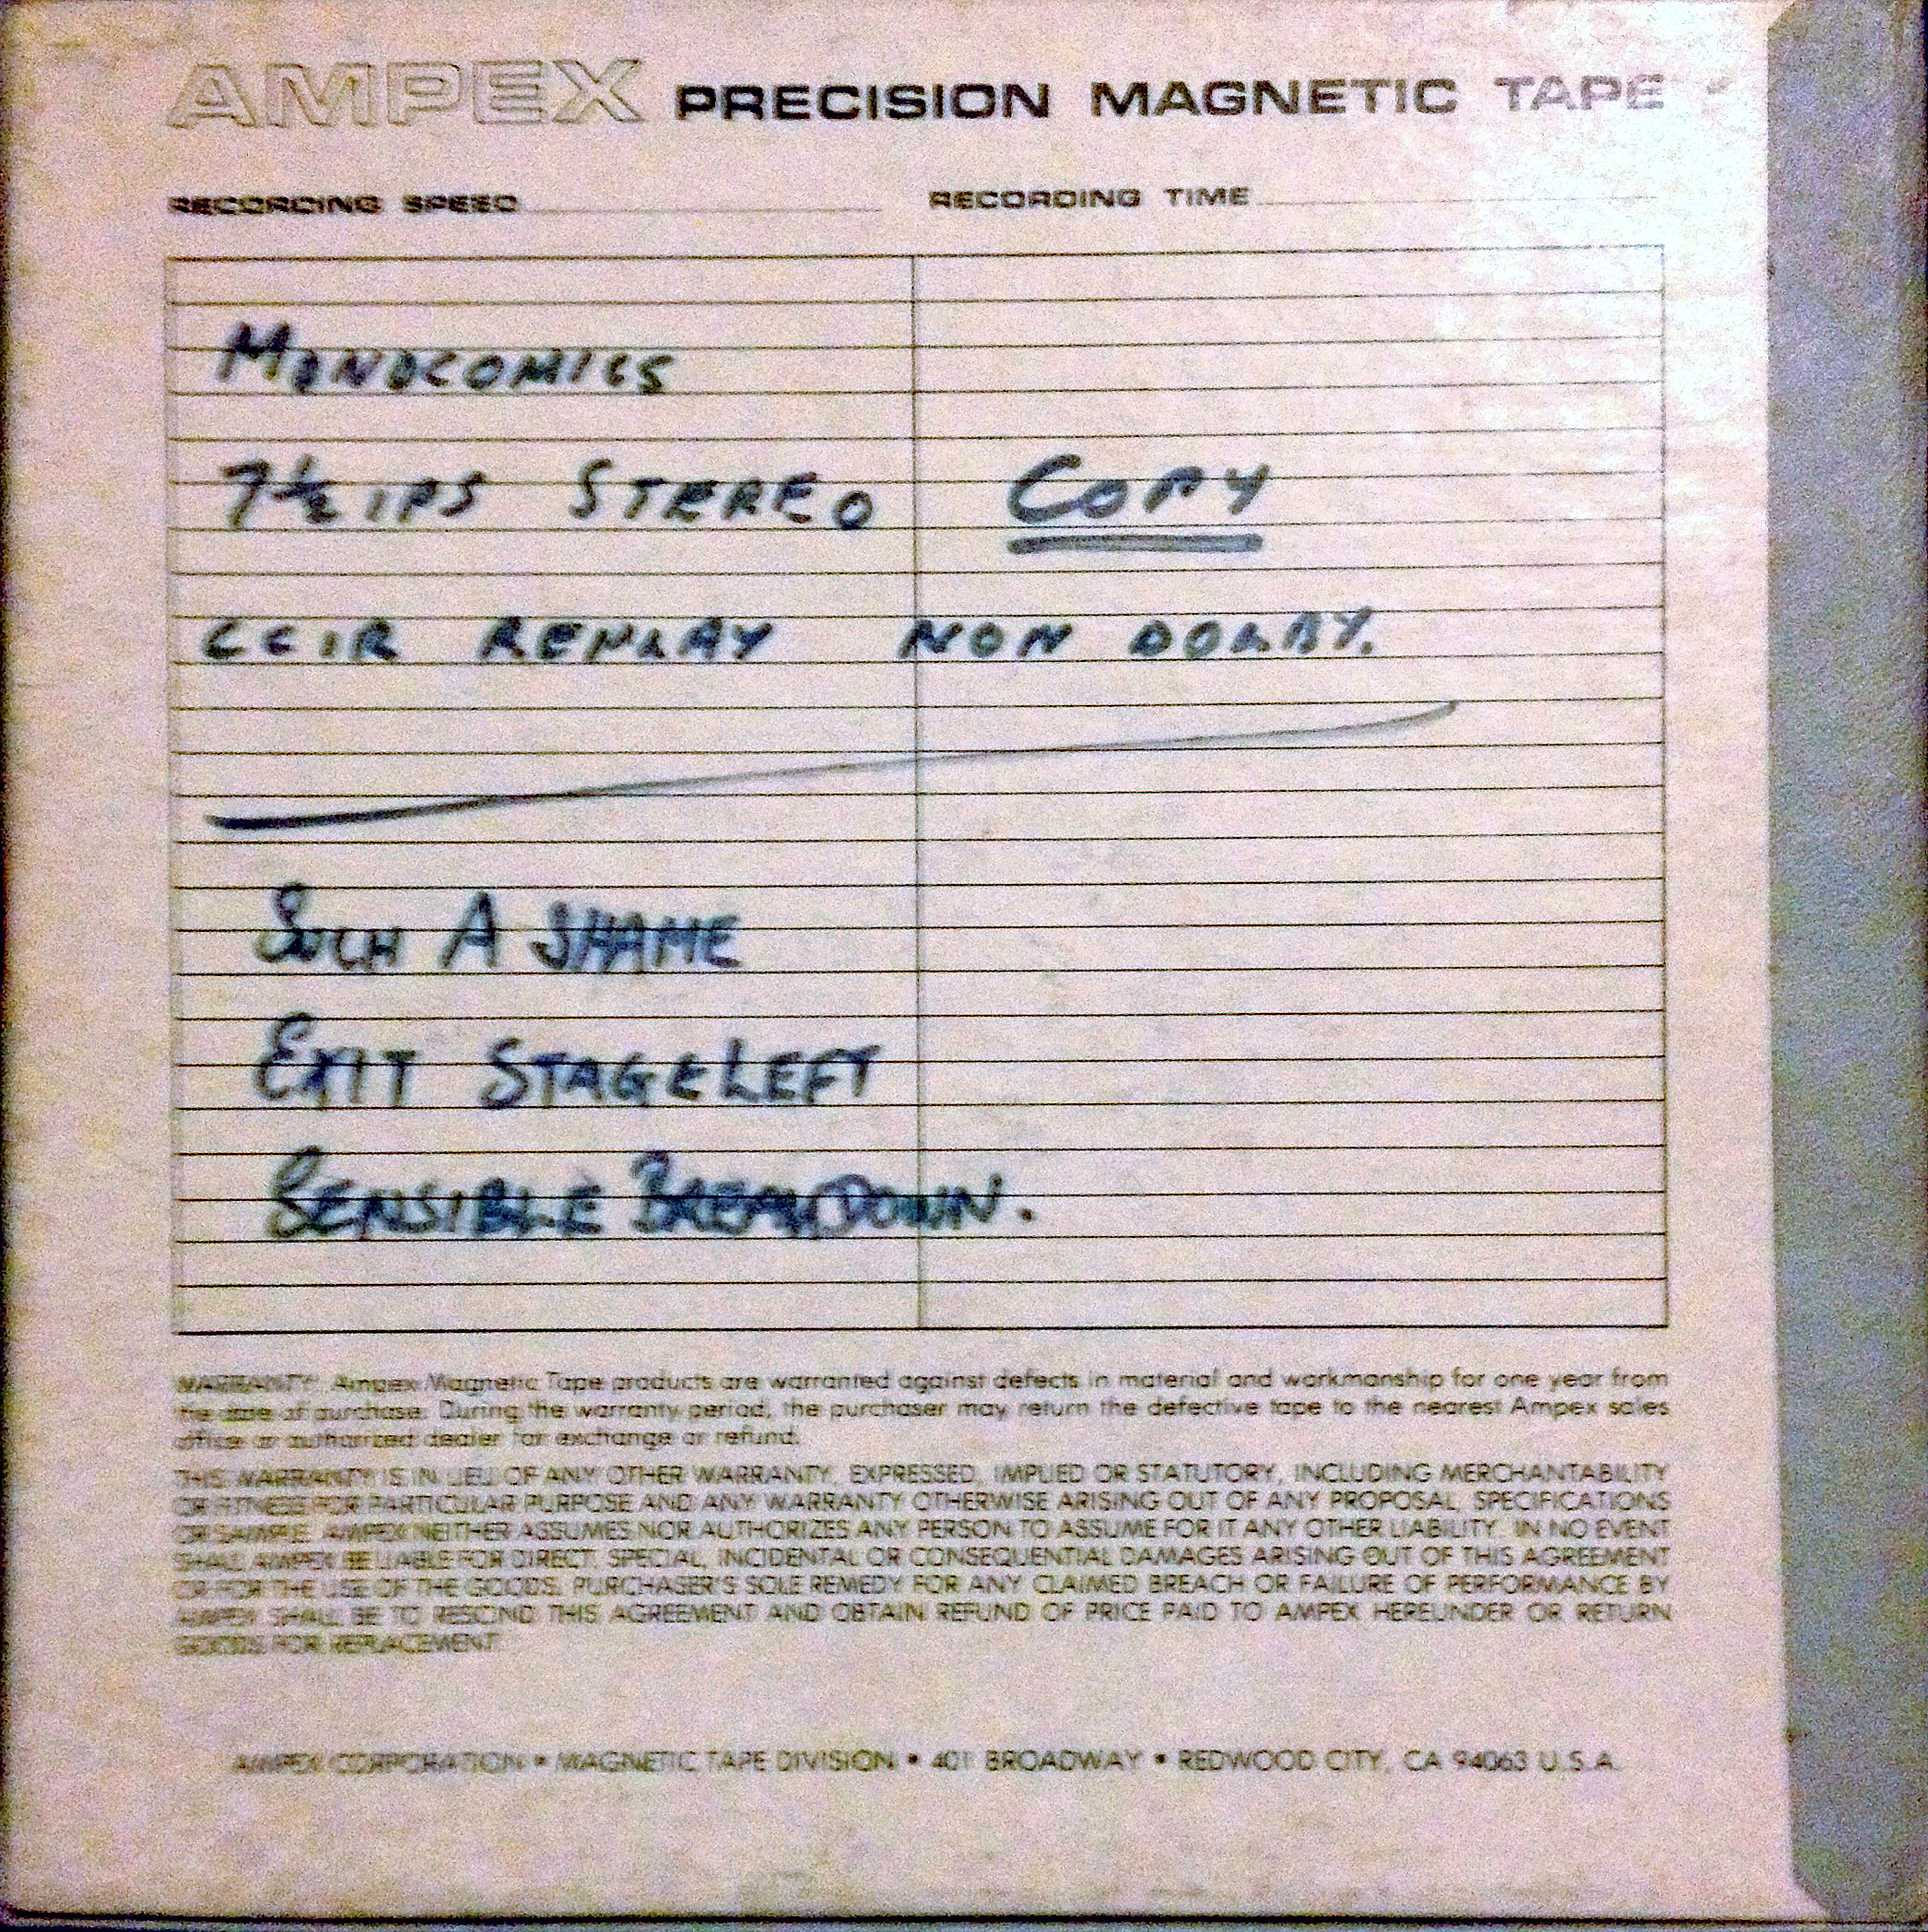 AMPEX PRECISION MAGNETIC TAPE
RECORDING SPEED RECORDING TIME
MONOCOMICS
7½ IPS STEREO COPY
CCIR REPLAY NON DOLBY.
SUCH A SHAME
EXIT STAGE LEFT
SENSIBLE BREAKDOWN.
WARRANTY: Ampex Magnetic Tape products are warranted against defects in material and workmanship for one year from
the date of purchase. During the warranty period, the purchaser may return the defective tape to the nearest Ampex sales
office or authorized dealer for exchange or refund.
THIS WARRANTY IS IN LIEU OF ANY OTHER WARRANTY, EXPRESSED, IMPLIED OR STATUTORY, INCLUDING MERCHANTABILITY
OR FITNESS FOR PARTICULAR PURPOSE AND ANY WARRANTY OTHERWISE ARISING OUT OF ANY PROPOSAL, SPECIFICATIONS
OR SAMPLE. AMPEX NEITHER ASSUMES NOR AUTHORIZES ANY PERSON TO ASSUME FOR IT ANY OTHER LIABILITY. IN NO EVENT
SHALL AMPEX BE LIABLE FOR DIRECT, SPECIAL, INCIDENTAL OR CONSEQUENTIAL DAMAGES ARISING OUT OF THIS AGREEMENT
OR FOR THE USE OF THE GOODS. PURCHASER'S SOLE REMEDY FOR ANY CLAIMED BREACH OR FAILURE OF PERFORMANCE BY
AMPEX SHALL BE TO RESCIND THIS AGREEMENT AND OBTAIN REFUND OF PRICE PAID TO AMPEX HEREUNDER OR RETURN
GOODS FOR REPLACEMENT.
AMPEX CORPORATION • MAGNETIC TAPE DIVISION • 401 BROADWAY • REDWOOD CITY, CA 94063 U.S.A.